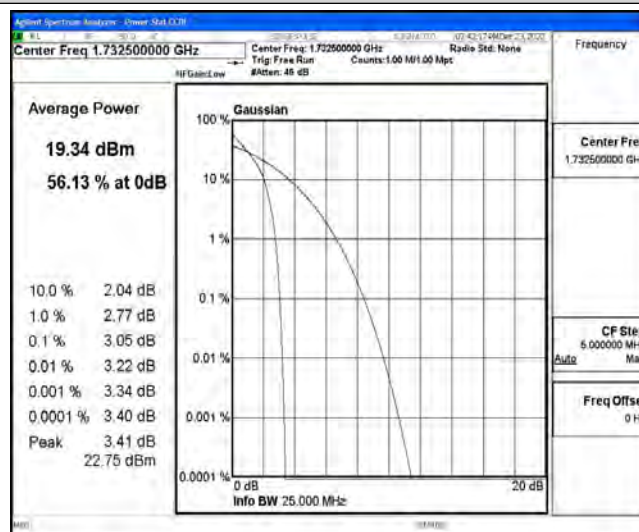 Agilent Spectrum Analyzer - Power Stat CCDF
Center Freq 1.732500000 GHz
Center Freq: 1.732500000 GHz
Radio Std: None
Trig: Free Run
Counts:1.00 M/1.00 Mpt
#IFGain:Low
#Atten: 46 dB
Frequency
Average Power
19.34 dBm
56.13 % at 0dB
10.0 % 2.04 dB
1.0 % 2.77 dB
0.1 % 3.05 dB
0.01 % 3.22 dB
0.001 % 3.34 dB
0.0001 % 3.40 dB
Peak 3.41 dB
22.75 dBm
Gaussian
100 %
10 %
1 %
0.1 %
0.01 %
0.001 %
0.0001 %
0 dB
20 dB
Info BW 25.000 MHz
Center Fre
1.732500000 GH
CF Ste
5.000000 MH
Auto Ma
Freq Offse
0 H
MSG
STATUS